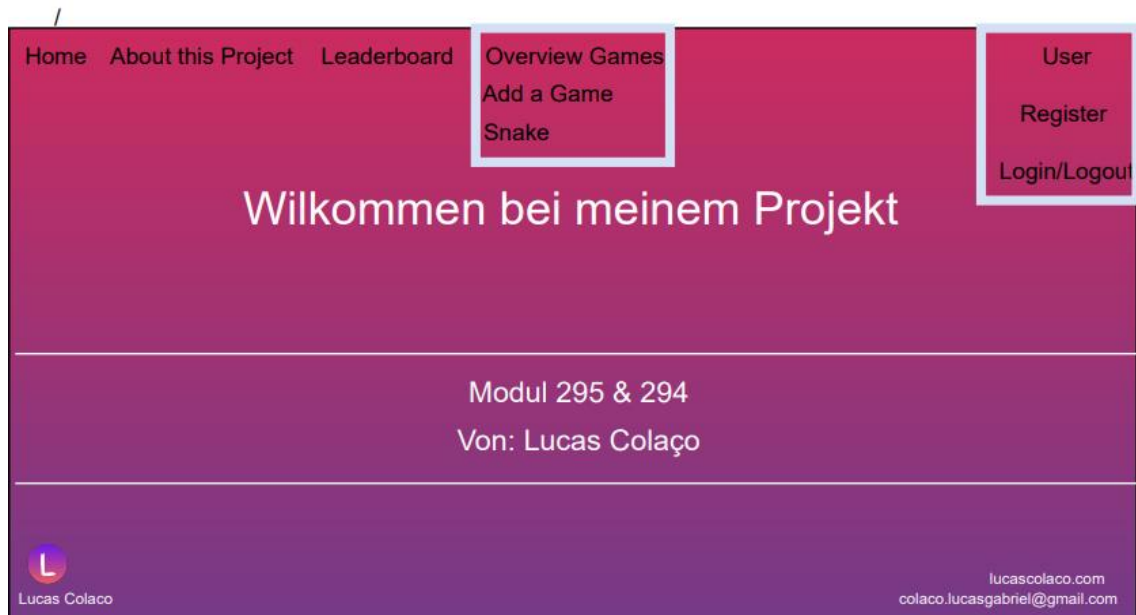 /
Home About this Project Leaderboard Overview Games User
Add a Game
Register
Snake
Login/Logout
Wilkommen bei meinem Projekt
Modul 295 & 294
Von: Lucas Colaço
L
Lucas Colaco
lucascolaco.com
colaco.lucasgabriel@gmail.com